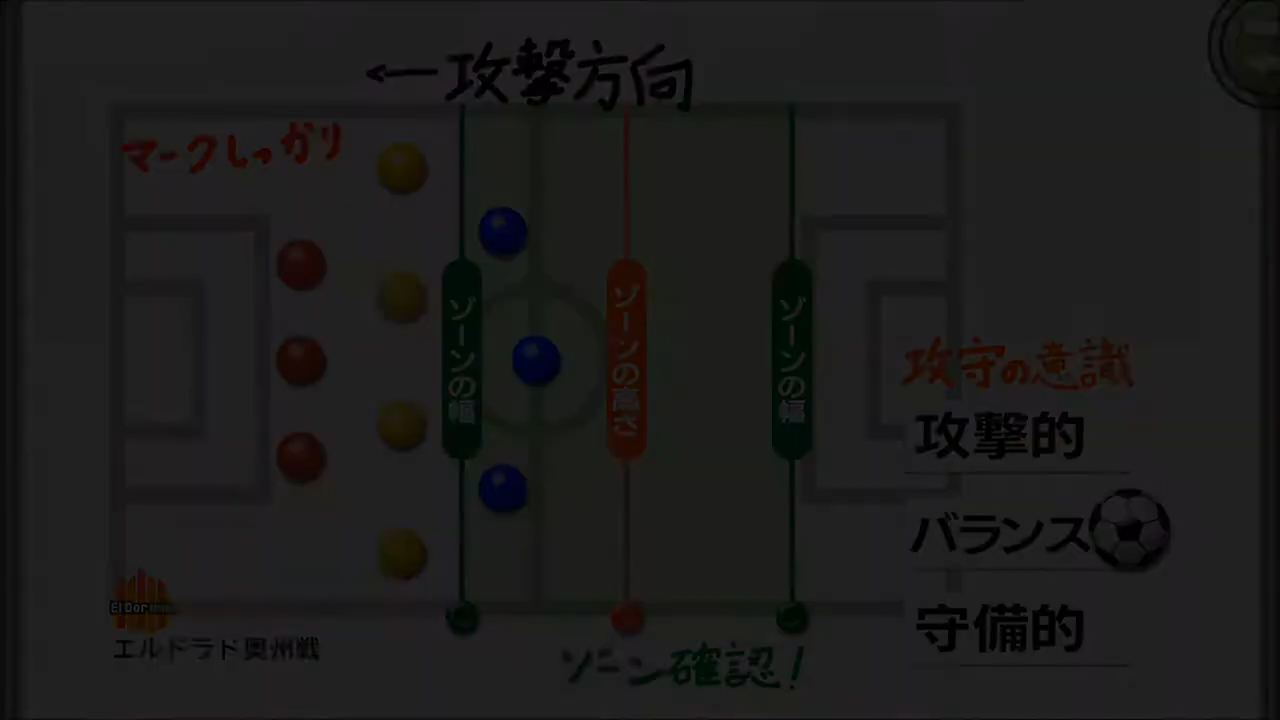 ←攻撃方向
マークしっかり
ゾーンの幅
ゾーンの高さ
ゾーンの幅
攻守の意識
攻撃的
バランス
守備的
エルドラド奥州戦
ゾーン確認!